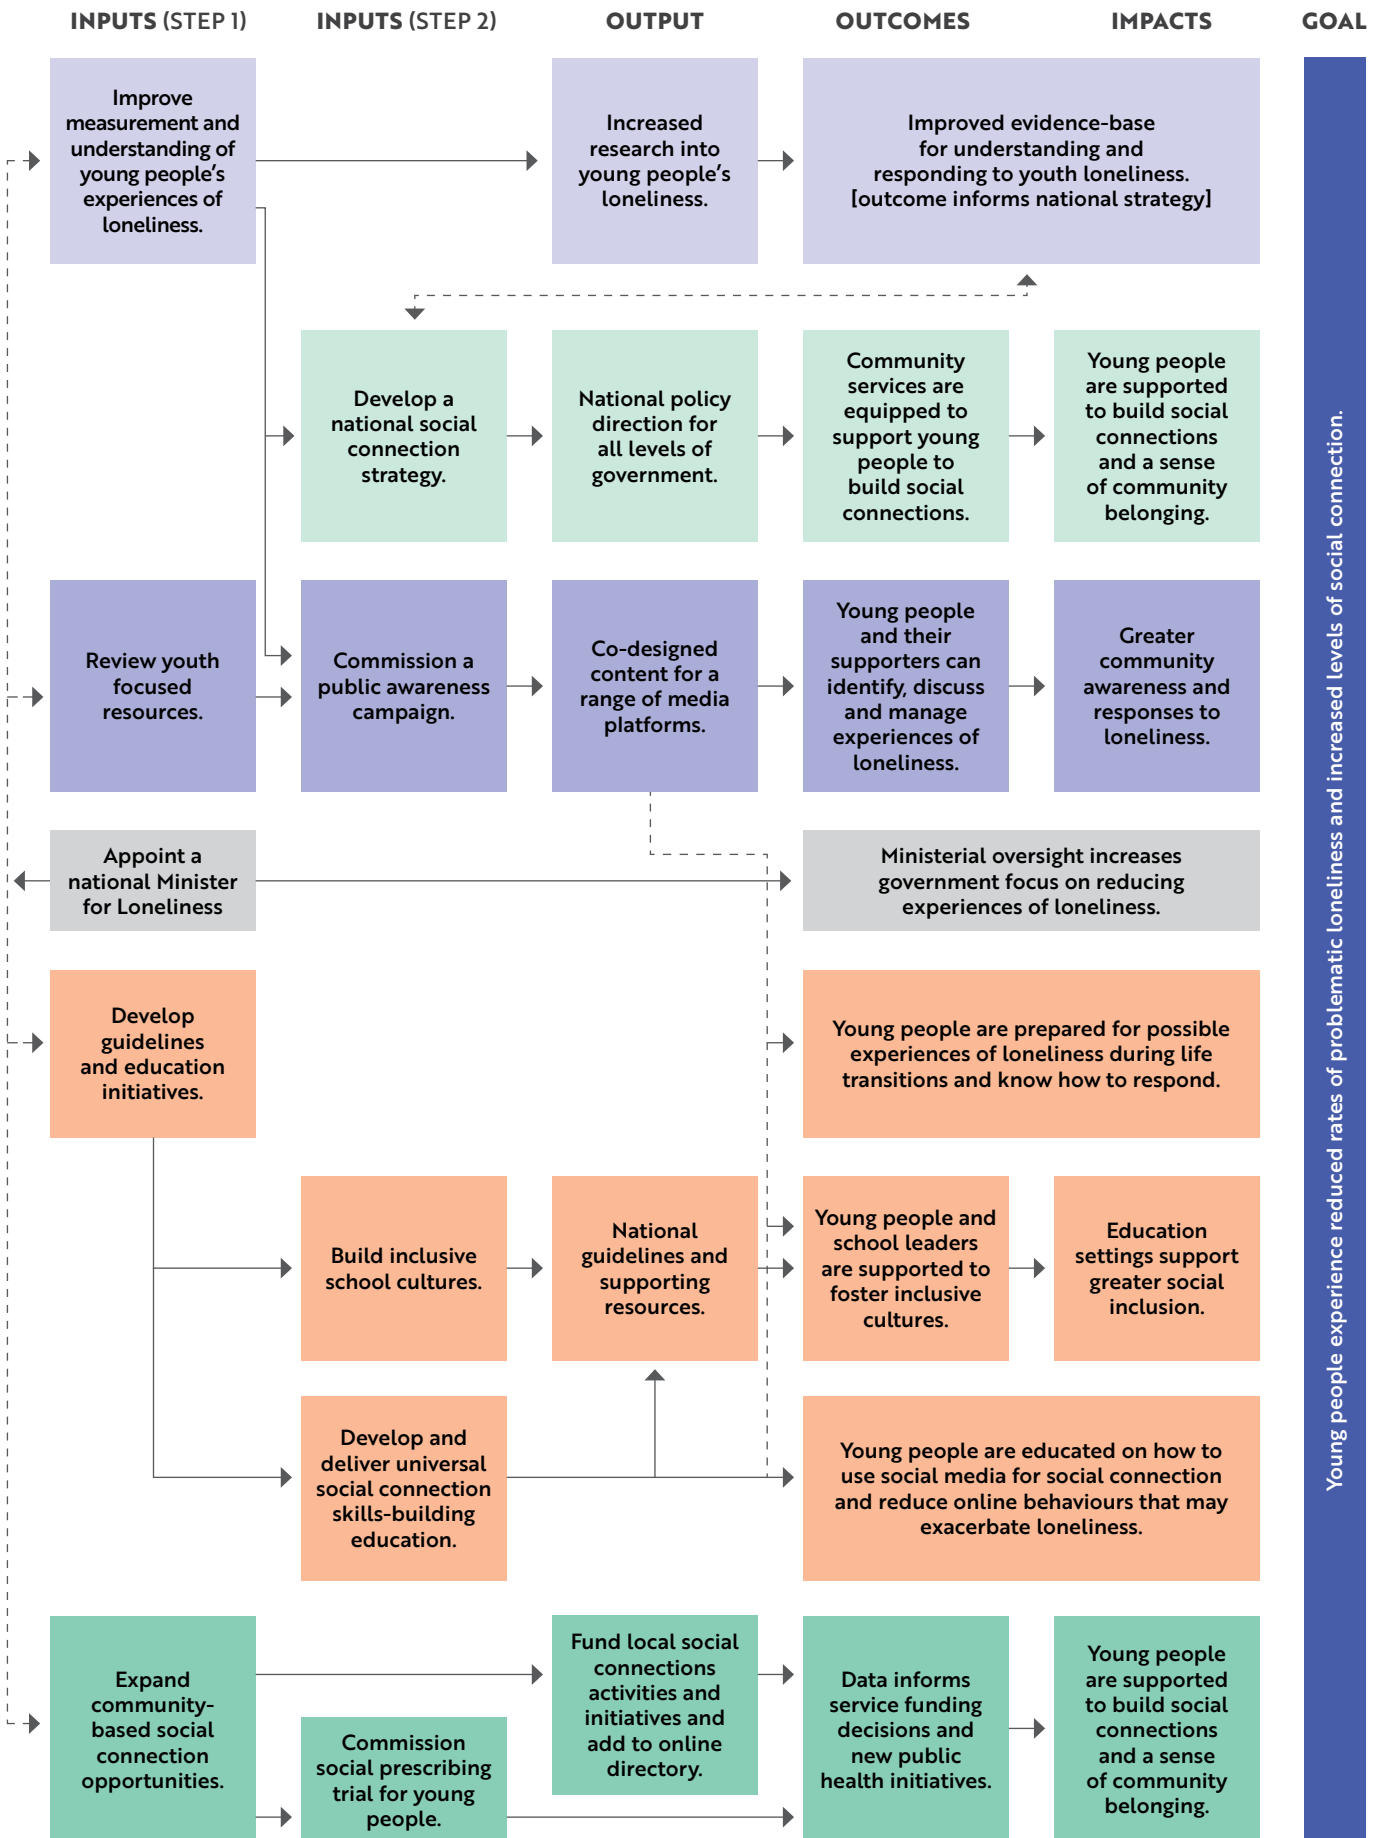 INPUTS (STEP 1)
INPUTS (STEP 2)
OUTPUT
OUTCOMES
IMPACTS
GOAL
Improve
measurement and
understanding of
young people's
experiences of
loneliness.
Increased
research into
young people's
loneliness.
Improved evidence-base
for understanding and
responding to youth loneliness.
[outcome informs national strategy]
Develop a
national social
connection
strategy.
National policy
direction for
all levels of
government.
Community
services are
equipped to
support young
people to
build social
connections.
Young people
are supported
to build social
connections
and a sense
of community
belonging.
Review youth
focused
resources.
Commission a
public awareness
campaign.
Co-designed
content for a
range of media
platforms.
Young people
and their
supporters can
identify, discuss
and manage
experiences of
loneliness.
Greater
community
awareness and
responses to
loneliness.
Appoint a
national Minister
for Loneliness
Ministerial oversight increases
government focus on reducing
experiences of loneliness.
Develop
guidelines
and education
initiatives.
Young people are prepared for possible
experiences of loneliness during life
transitions and know how to respond.
Build inclusive
school cultures.
National
guidelines and
supporting
resources.
Young people and
school leaders
are supported to
foster inclusive
cultures.
Education
settings support
greater social
inclusion.
Develop and
deliver universal
social connection
skills-building
education.
Young people are educated on how to
use social media for social connection
and reduce online behaviours that may
exacerbate loneliness.
Expand
community-
based social
connection
opportunities.
Commission
social prescribing
trial for young
people.
Fund local social
connections
activities and
initiatives and
add to online
directory.
Data informs
service funding
decisions and
new public
health initiatives.
Young people
are supported
to build social
connections
and a sense
of community
belonging.
Young people experience reduced rates of problematic loneliness and increased levels of social connection.